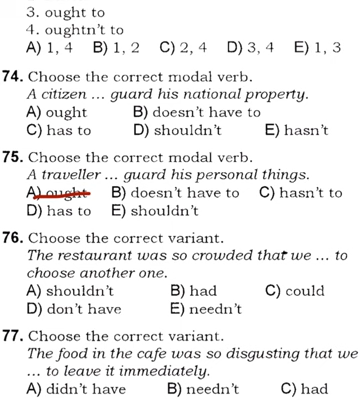 3. ought to
4. oughtn't to
A) 1, 4 B) 1, 2 C) 2, 4 D) 3, 4 E) 1, 3
74. Choose the correct modal verb.
A citizen ... guard his national property.
A) ought B) doesn't have to
C) has to D) shouldn't E) hasn't
75. Choose the correct modal verb.
A traveller ... guard his personal things.
A) ought B) doesn't have to C) hasn't to
D) has to E) shouldn't
76. Choose the correct variant.
The restaurant was so crowded that we ... to
choose another one.
A) shouldn't B) had C) could
D) don't have E) needn't
77. Choose the correct variant.
The food in the cafe was so disgusting that we
... to leave it immediately.
A) didn't have B) needn't C) had